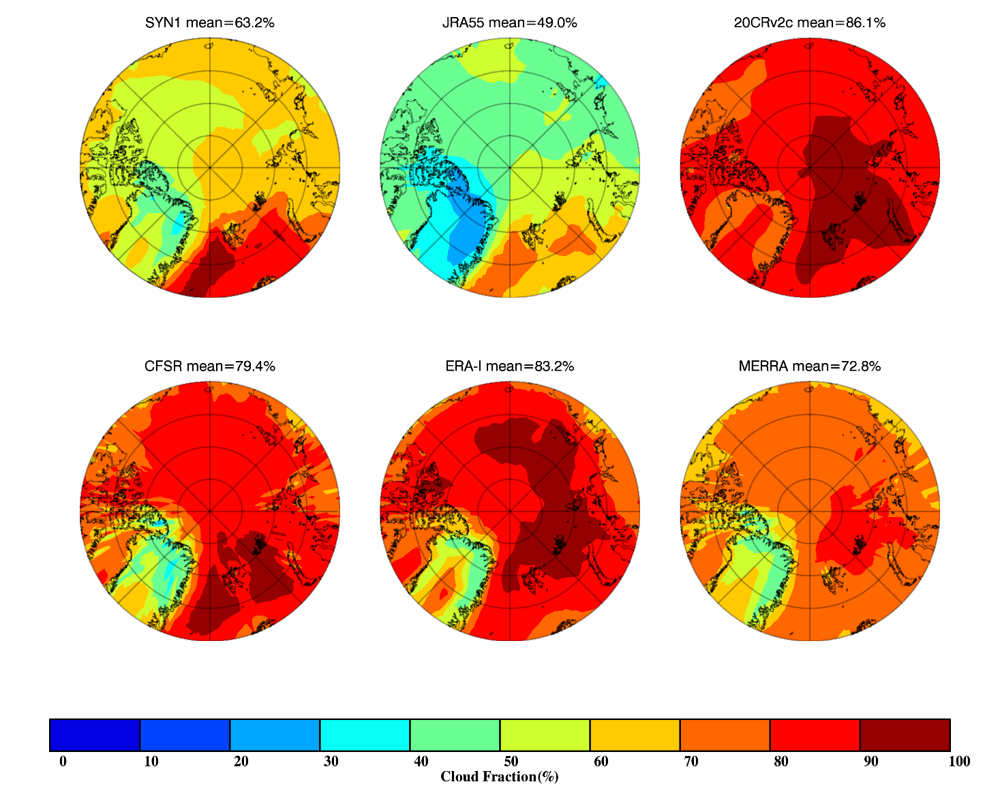 SYN1 mean=63.2%
JRA55 mean=49.0%
20CRv2c mean=86.1%
CFSR mean=79.4%
ERA-I mean=83.2%
MERRA mean=72.8%
0 10 20 30 40 50 60 70 80 90 100
Cloud Fraction(%)